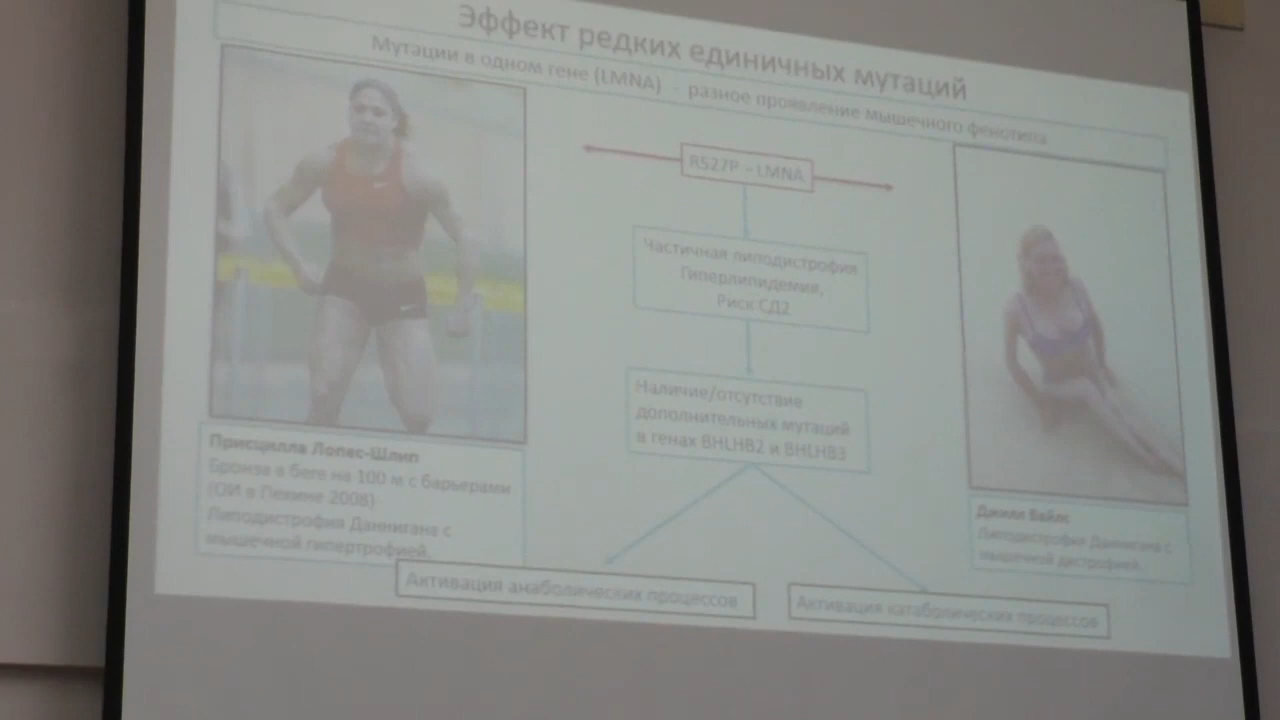 Эффект редких единичных мутаций
Мутации в одном гене (LMNA) - разное проявление мышечного фенотипа
R527P – LMNA
Частичная липодистрофия
Гиперлипидемия,
Риск СД2
Наличие/отсутствие
дополнительных мутаций
в генах BHLHB2 и BHLHB3
Присцилла Лопес-Шлип
Бронза в беге на 100 м с барьерами
(ОИ в Пекине 2008)
Липодистрофия Даннигана с
мышечной гипертрофией.
Джилл Вайлс
Липодистрофия Даннигана с
мышечной дистрофией.
Активация анаболических процессов
Активация катаболических процессов